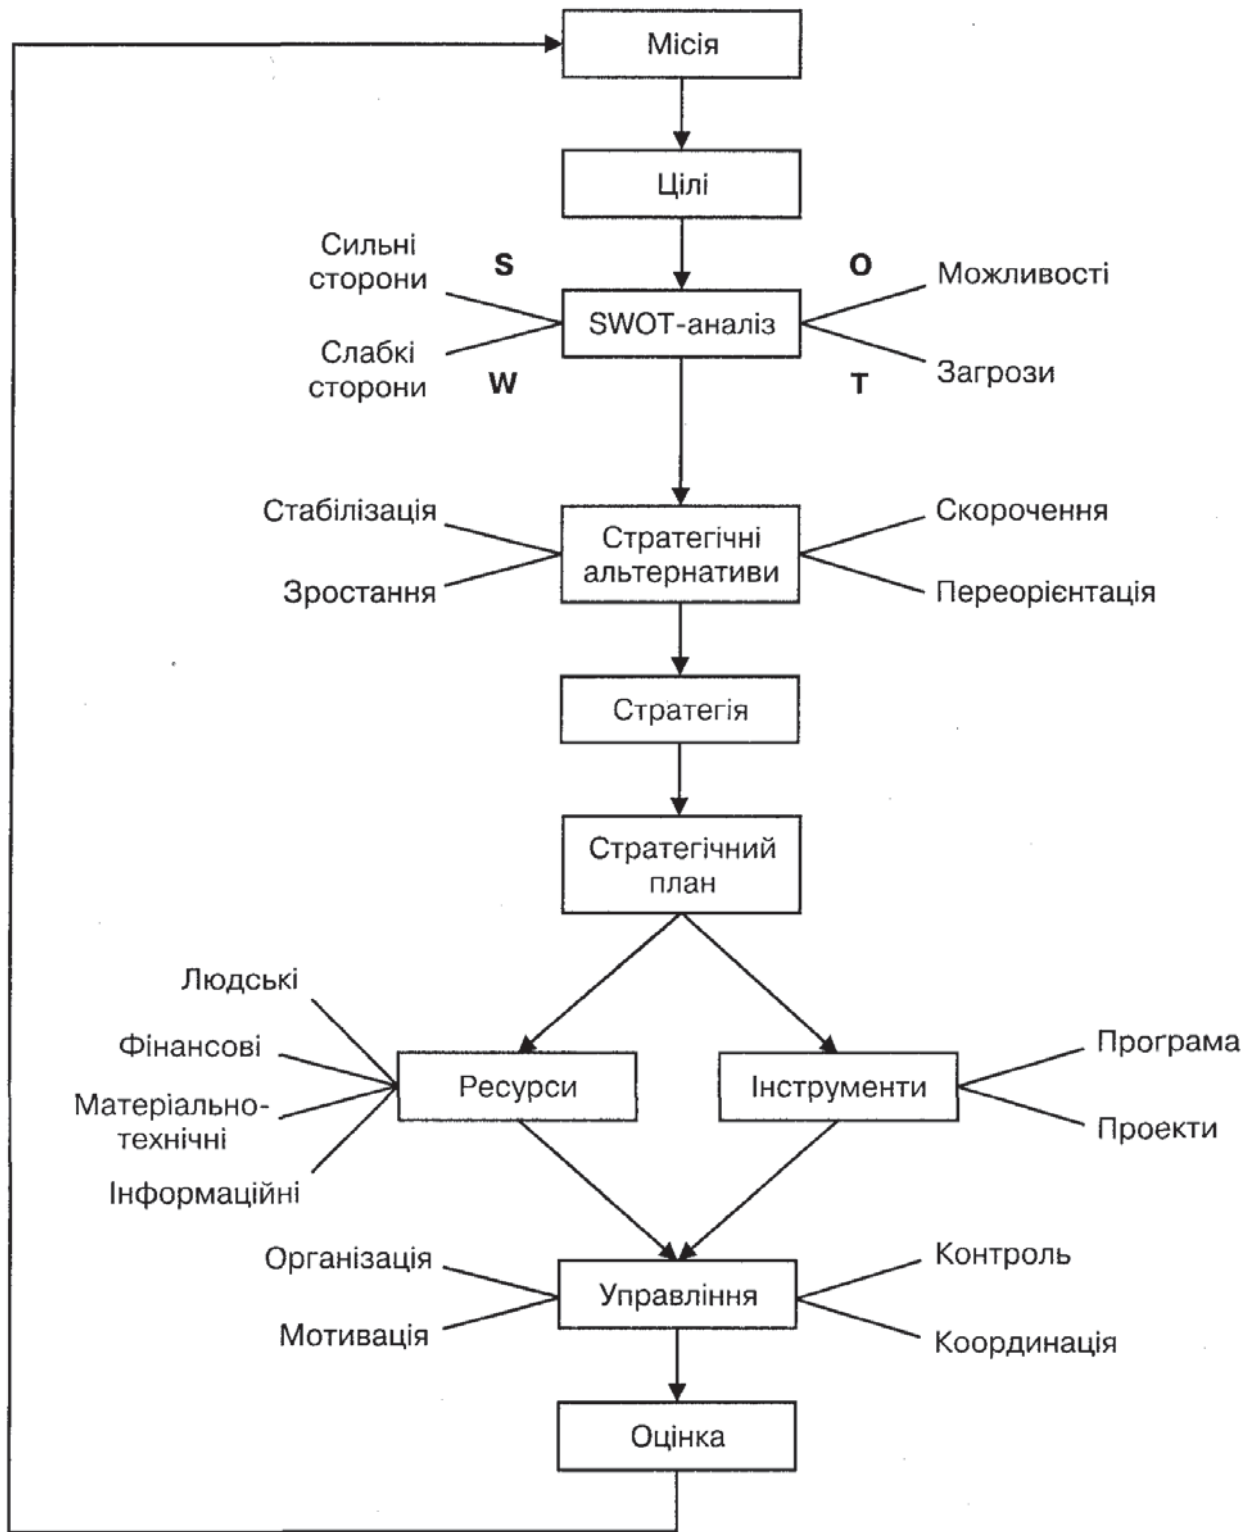 Місія
Цілі
Сильні
сторони
S
O
Можливості
SWOT-аналіз
Слабкі
сторони
W
T
Загрози
Стабілізація
Скорочення
Стратегічні
альтернативи
Зростання
Переорієнтація
Стратегія
Стратегічний
план
Людські
Фінансові
Матеріально-
технічні
Інформаційні
Ресурси
Інструменти
Програма
Проекти
Організація
Контроль
Управління
Мотивація
Координація
Оцінка